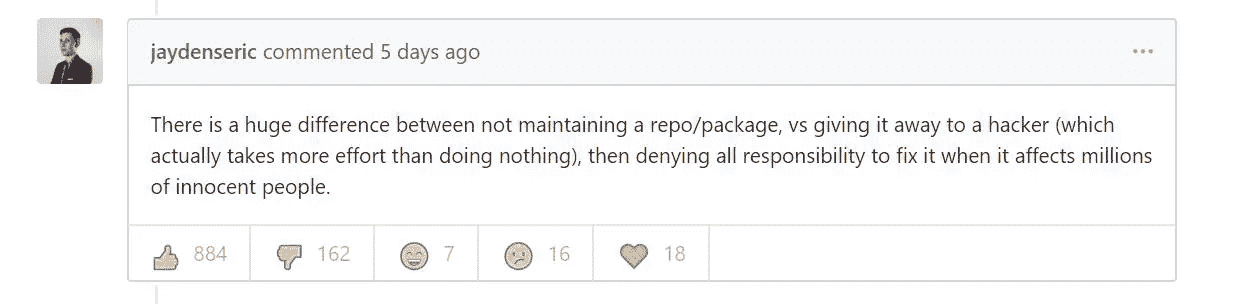 jaydenseric commented 5 days ago
There is a huge difference between not maintaining a repo/package, vs giving it away to a hacker (which
actually takes more effort than doing nothing), then denying all responsibility to fix it when it affects millions
of innocent people.
884 162 7 16 18